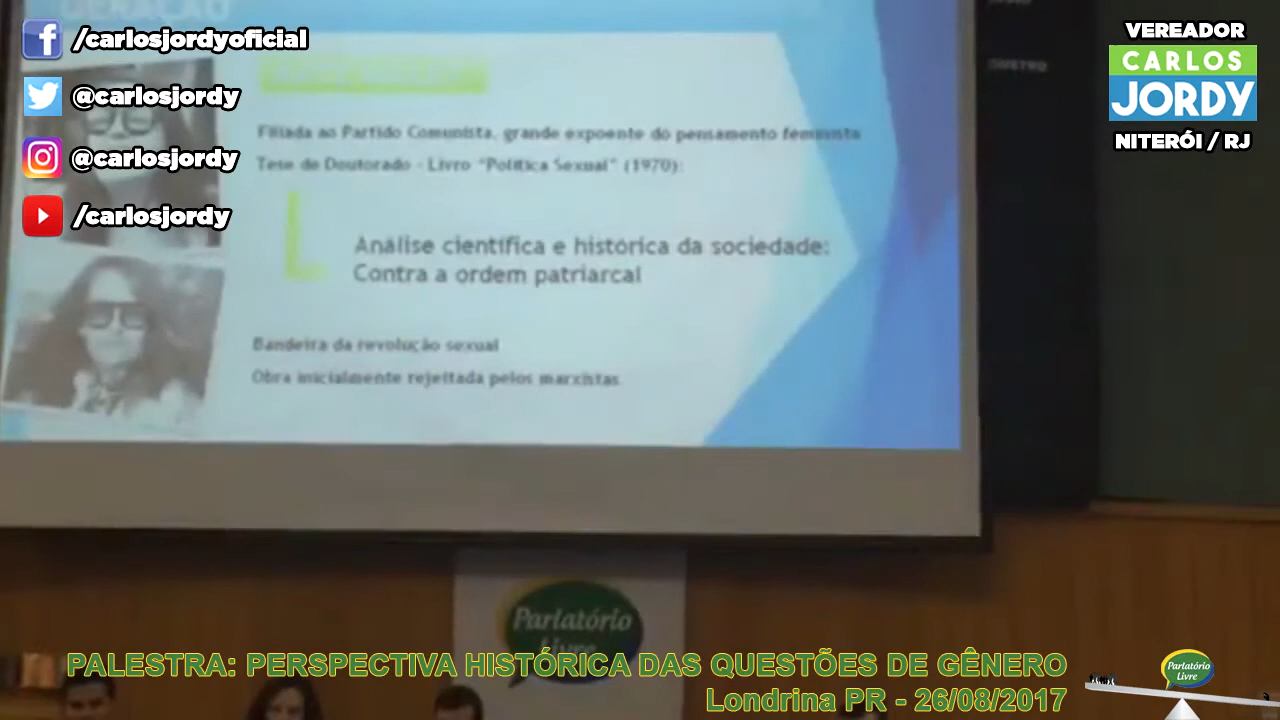 GERAÇÃO
/carlosjordyoficial
@carlosjordy
@carlosjordy
/carlosjordy
VEREADOR
CARLOS
JORDY
NITERÓI / RJ
Filiada ao Partido Comunista, grande expoente do pensamento feminista
Tese de Doutorado - Livro "Política Sexual" (1970):
Análise científica e histórica da sociedade:
Contra a ordem patriarcal
Bandeira da revolução sexual
Obra inicialmente rejeitada pelos marxistas
Parlatório
Livre
PALESTRA: PERSPECTIVA HISTÓRICA DAS QUESTÕES DE GÊNERO
Londrina PR - 26/08/2017
Parlatório
Livre